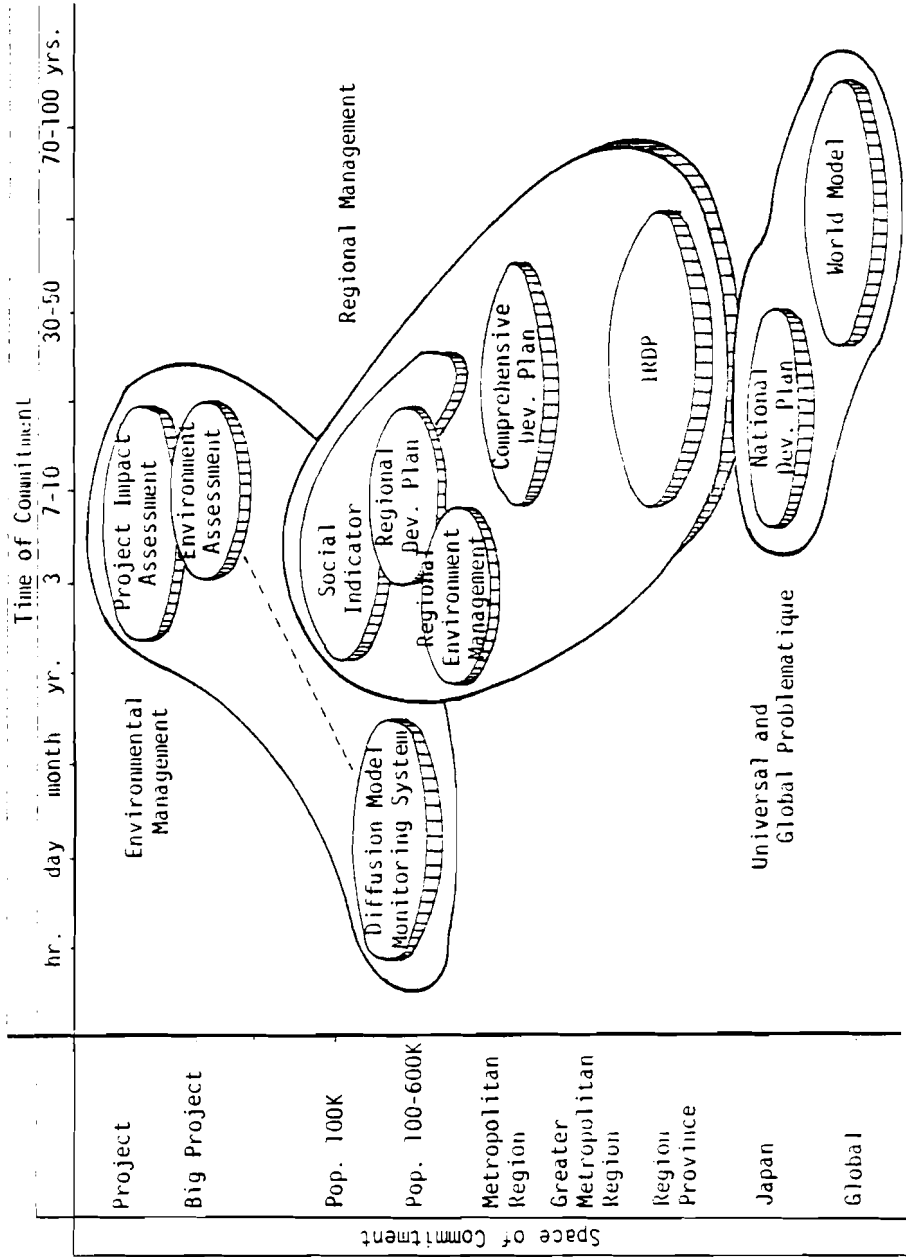 Time of Commitment
hr. day month yr. 3 7-10 30-50 70-100 yrs.
Space of Commitment
Project
Big Project
Pop. 100K
Pop. 100-600K
Metropolitan
Region
Greater
Metropolitan
Region
Region
Province
Japan
Global
Environmental
Management
Project Impact
Assessment
Environment
Assessment
Diffusion Model
Monitoring System
Regional Management
Social
Indicator
Regional
Dev. Plan
Regional
Environment
Management
Comprehensive
Dev. Plan
IRDP
Universal and
Global Problematique
National
Dev. Plan
World Model